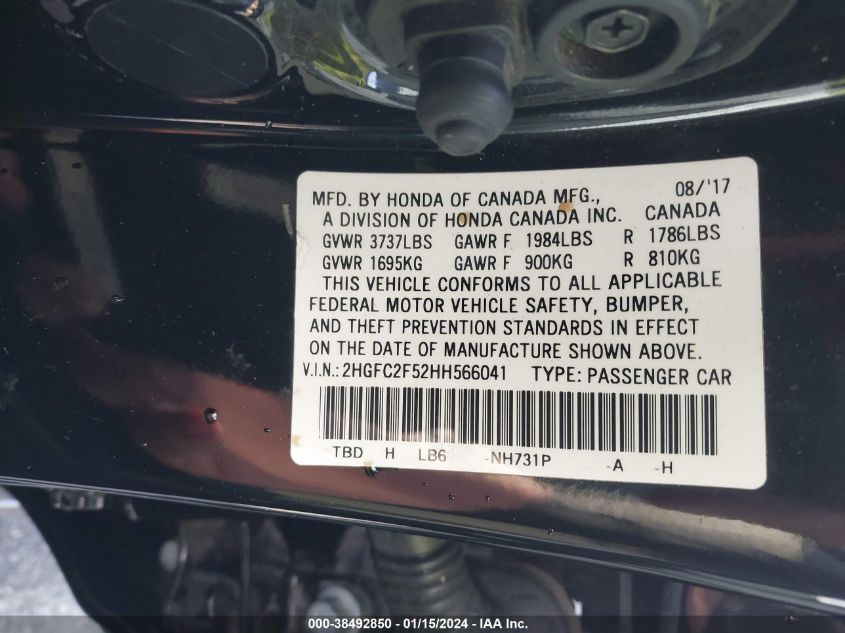 MFD. BY HONDA OF CANADA MFG., 08/'17
A DIVISION OF HONDA CANADA INC. CANADA
GVWR 3737LBS GAWR F 1984LBS R 1786LBS
GVWR 1695KG GAWR F 900KG R 810KG
THIS VEHICLE CONFORMS TO ALL APPLICABLE
FEDERAL MOTOR VEHICLE SAFETY, BUMPER,
AND THEFT PREVENTION STANDARDS IN EFFECT
ON THE DATE OF MANUFACTURE SHOWN ABOVE.
V.I.N.: 2HGFC2F52HH566041 TYPE: PASSENGER CAR
TBD H LB6 -NH731P -A -H
000-38492850 - 01/15/2024 - IAA Inc.